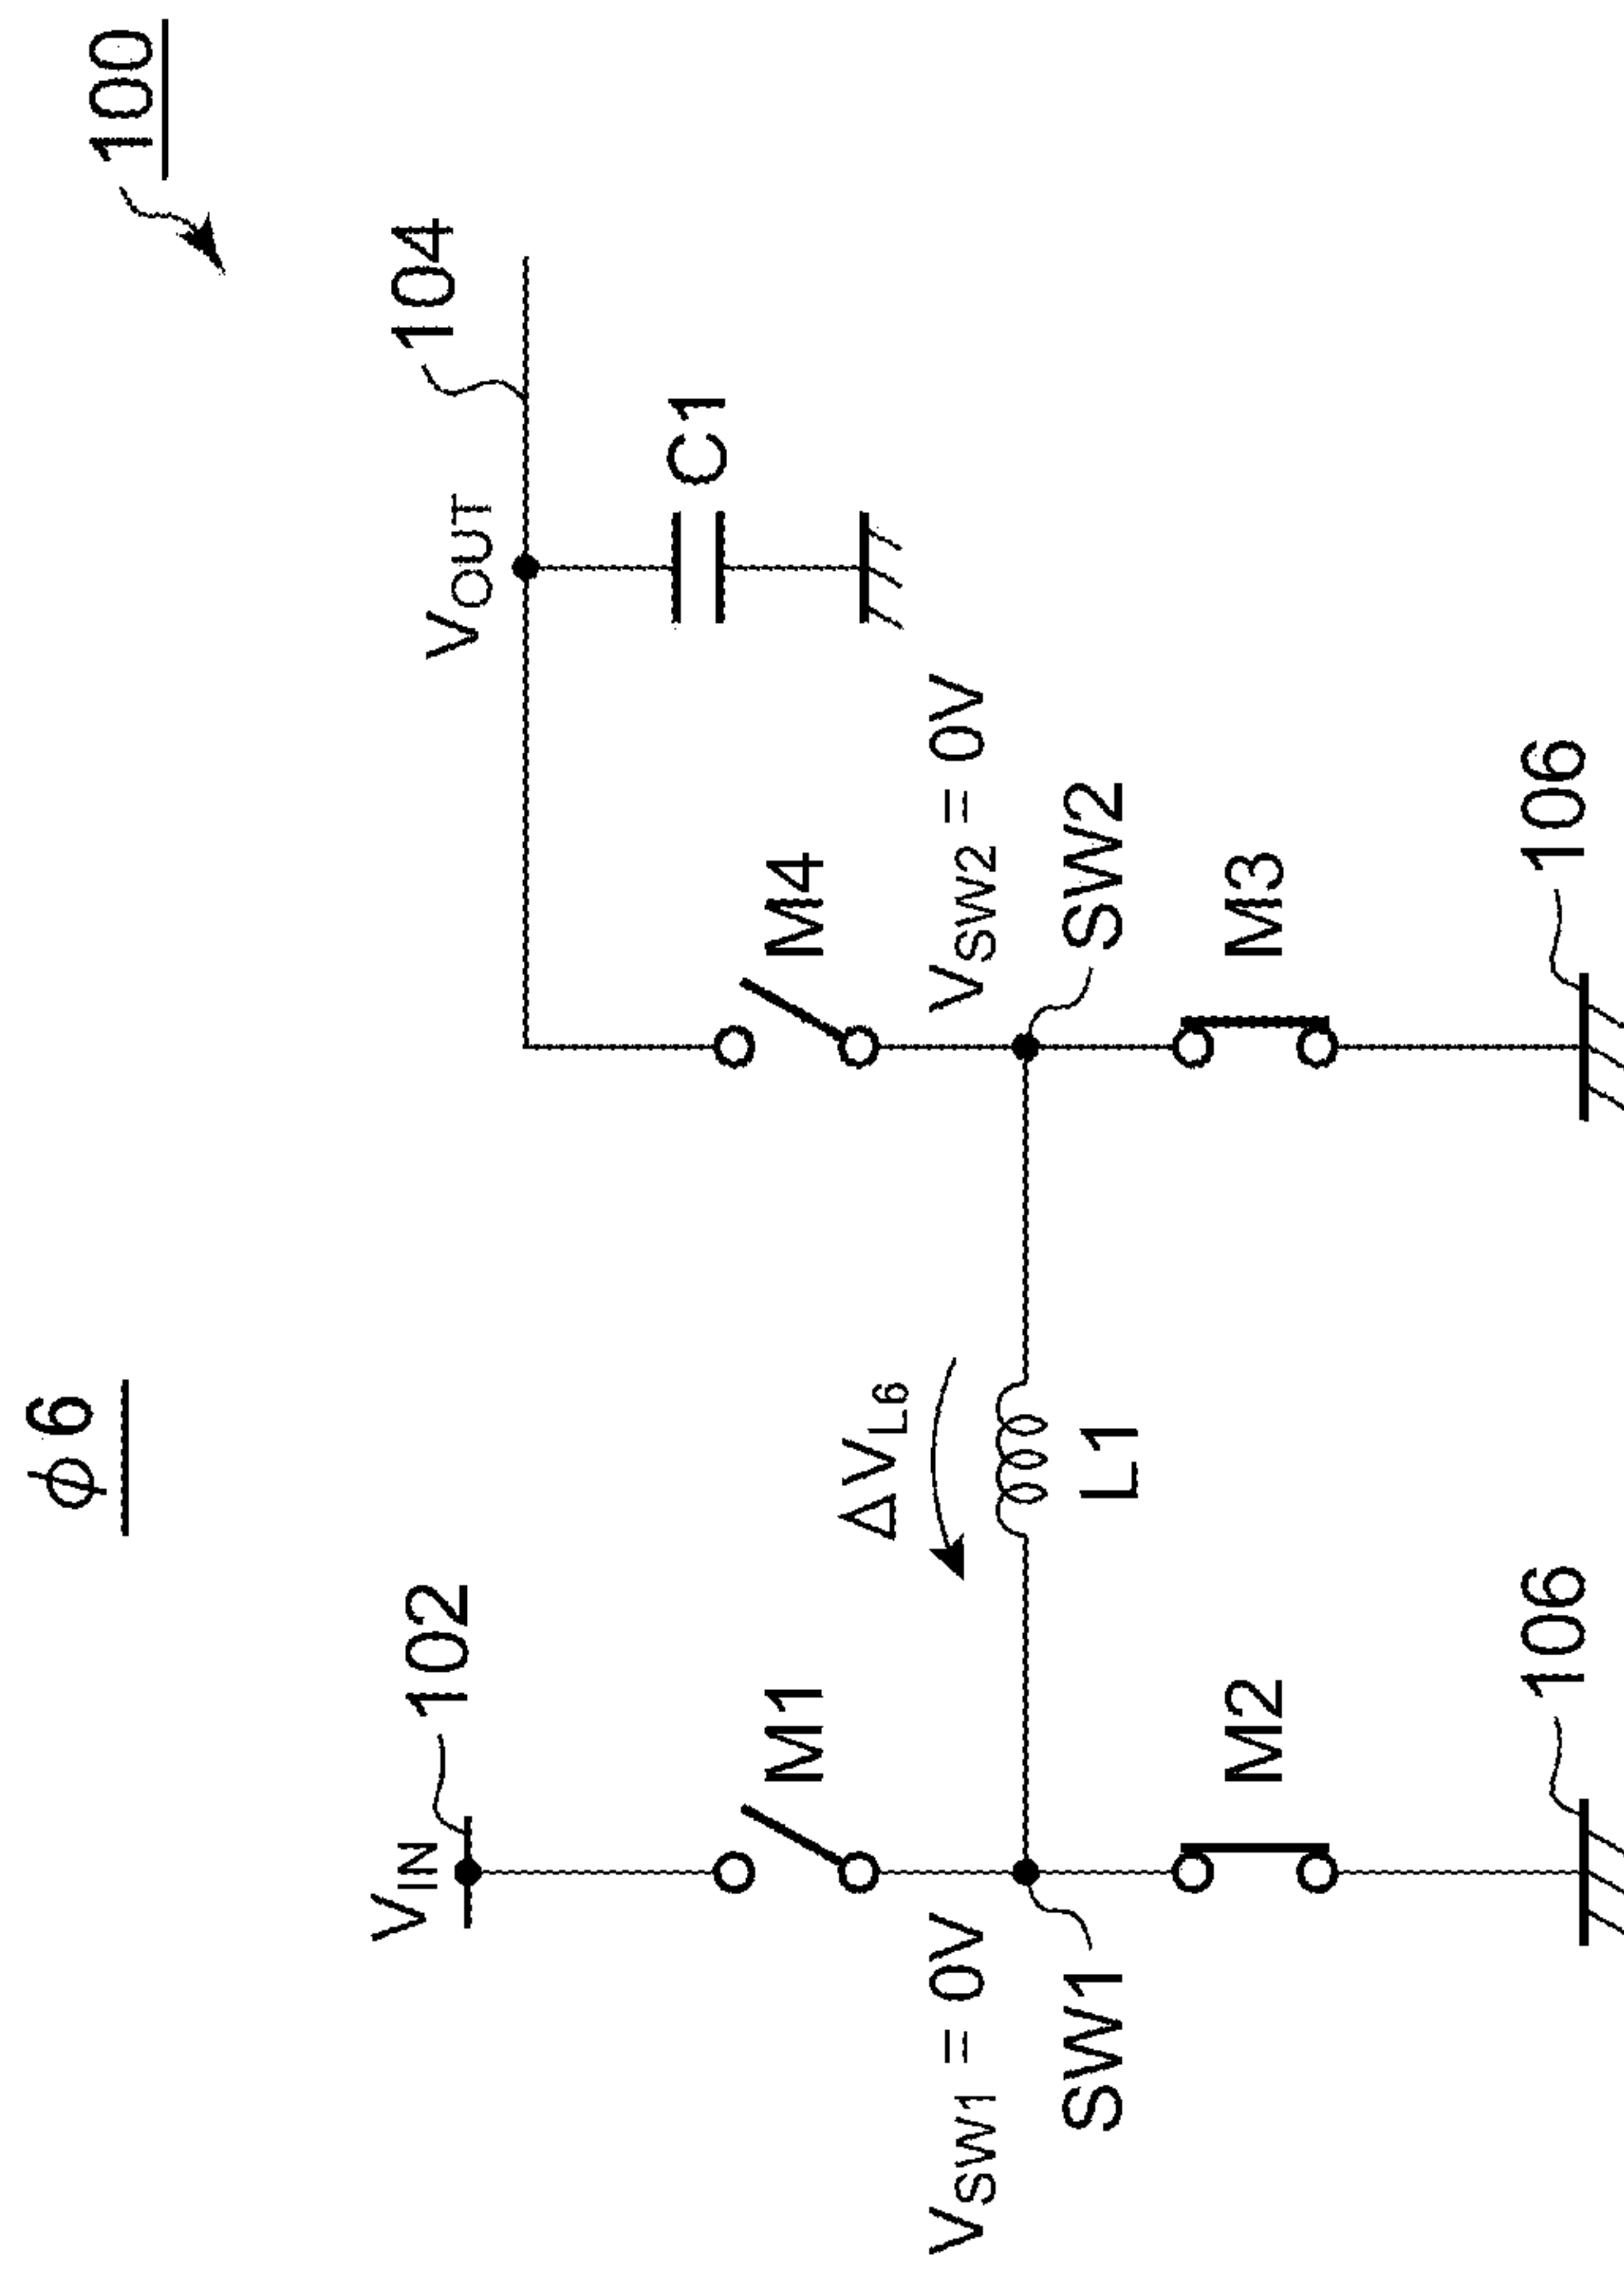 ϕ6
100
VIN
102
VOUT
104
C1
M1
M4
ΔVL6
VSW1 = 0V
VSW2 = 0V
SW1
L1
SW2
M2
M3
106
106